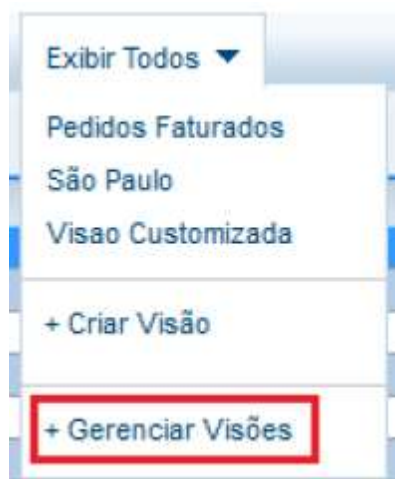 Exibir Todos
Pedidos Faturados
São Paulo
Visao Customizada
+ Criar Visão
+ Gerenciar Visões